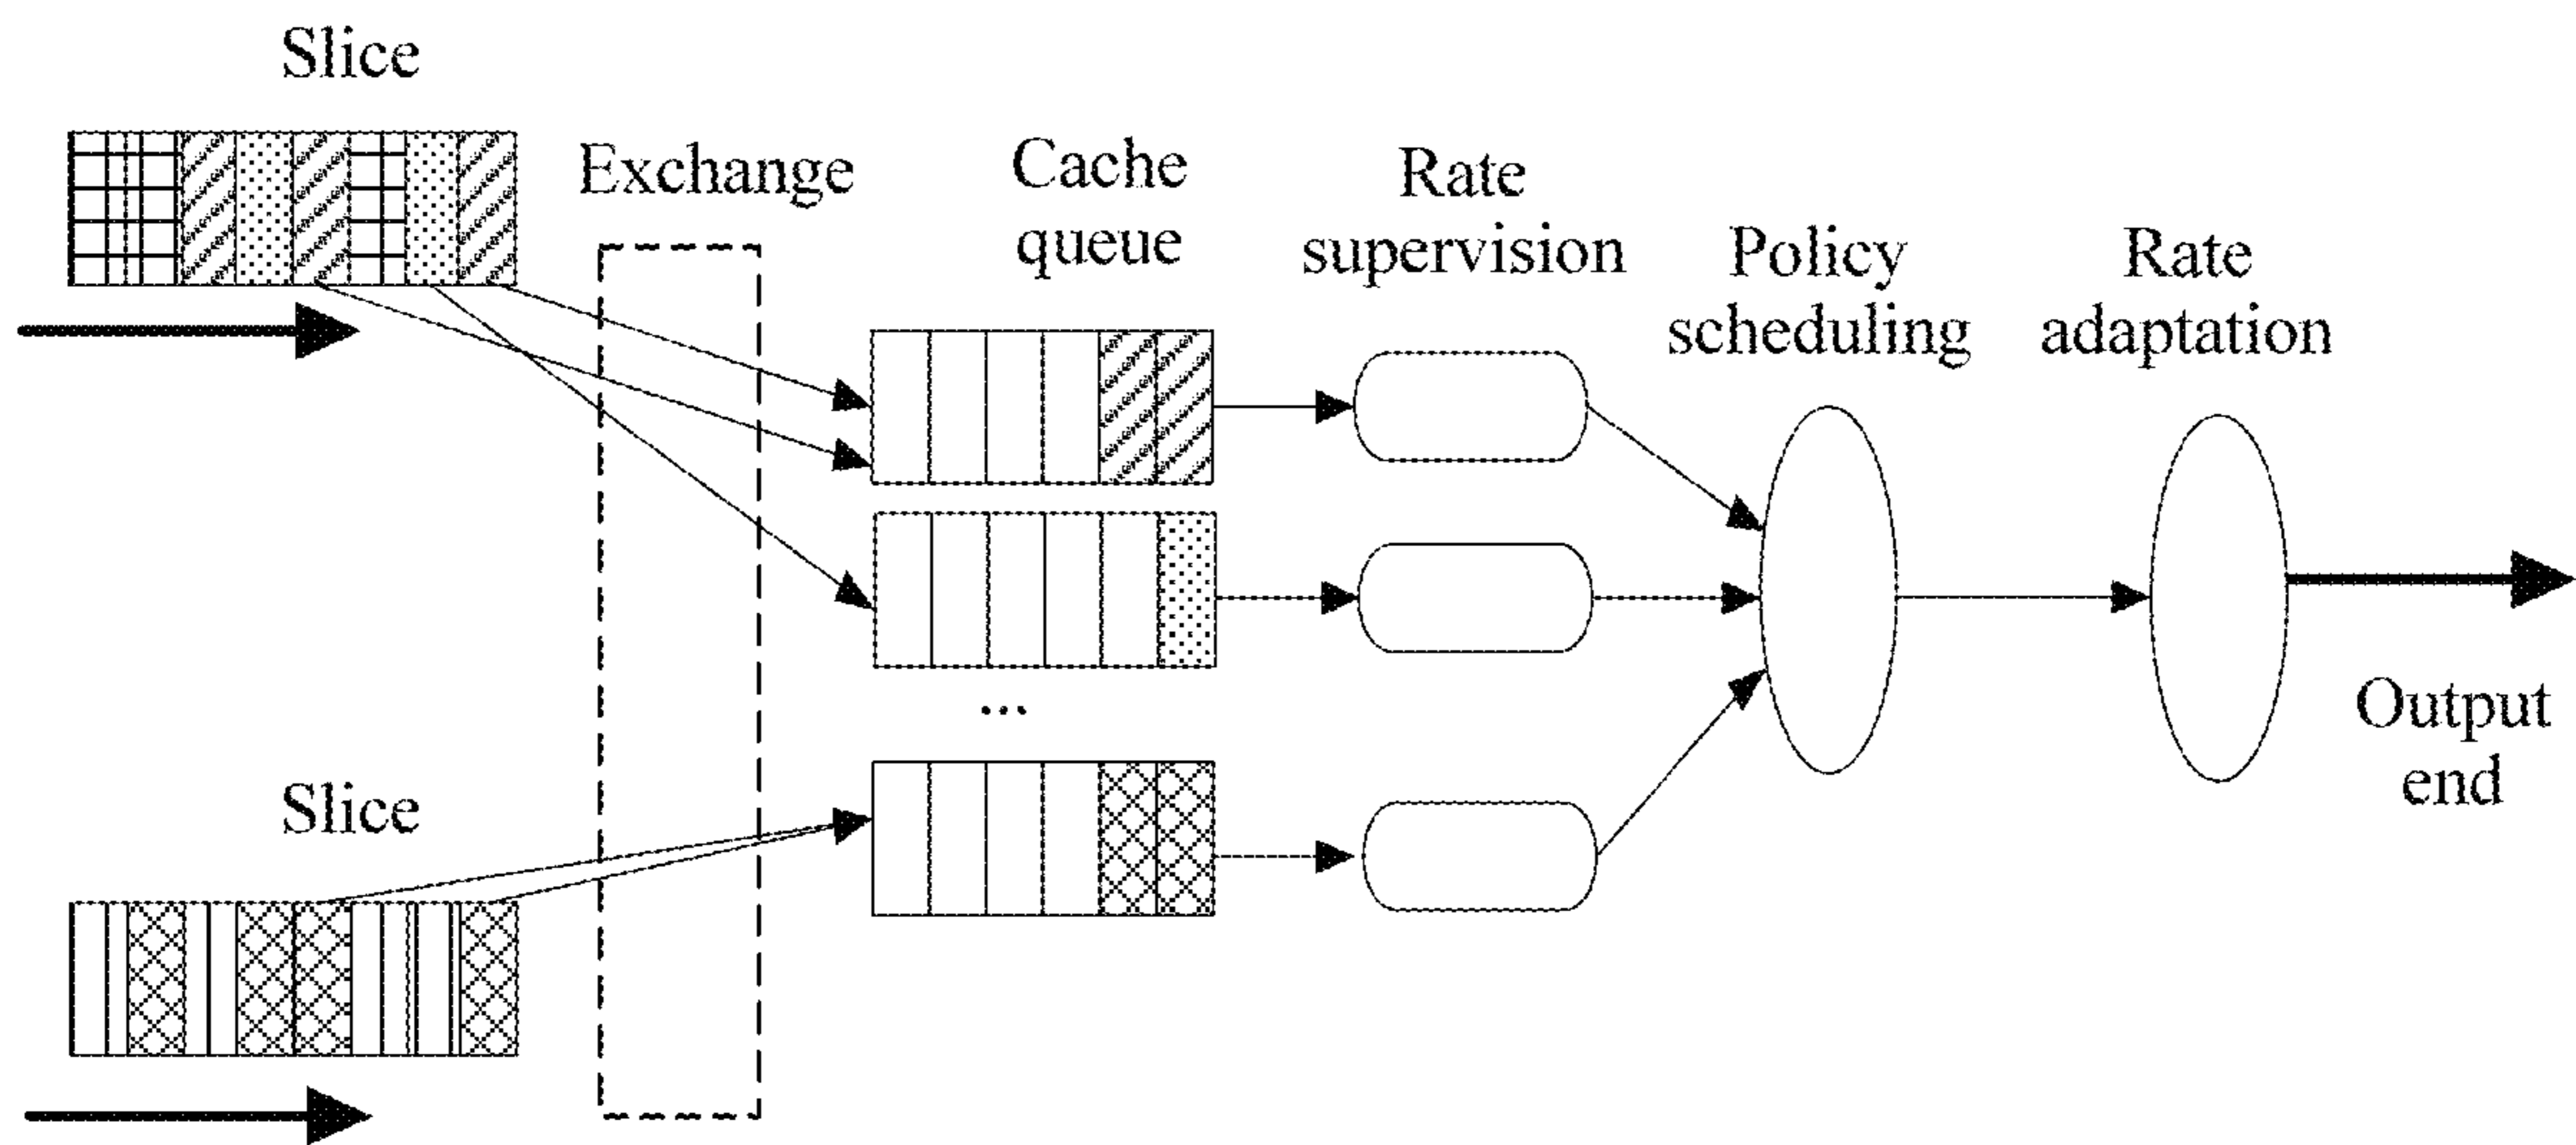 Slice
Exchange
Cache
queue
Rate
supervision
Policy
scheduling
Rate
adaptation
...
Output
end
Slice